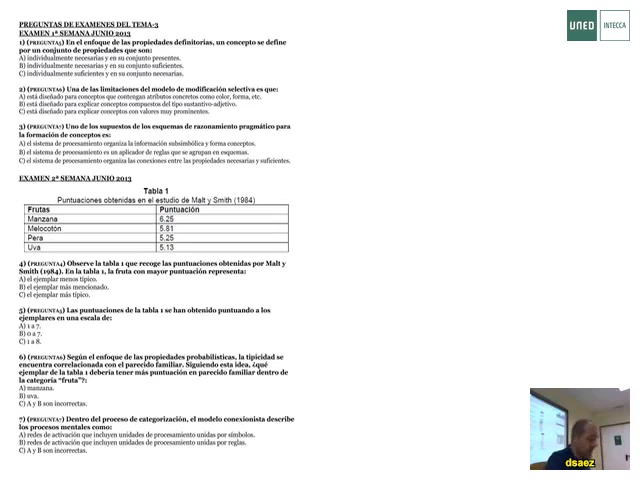 PREGUNTAS DE EXAMENES DEL TEMA-3
EXAMEN 1ª SEMANA JUNIO 2013
1) (PREGUNTA5) En el enfoque de las propiedades definitorias, un concepto se define
por un conjunto de propiedades que son:
A) individualmente necesarias y en su conjunto presentes.
B) individualmente necesarias y en su conjunto suficientes.
C) individualmente suficientes y en su conjunto necesarias.
2) (PREGUNTA6) Una de las limitaciones del modelo de modificación selectiva es que:
A) está diseñado para conceptos que contengan atributos concretos como color, forma, etc.
B) está diseñado para explicar conceptos compuestos del tipo sustantivo-adjetivo.
C) está diseñado para explicar conceptos con valores muy prominentes.
3) (PREGUNTA7) Uno de los supuestos de los esquemas de razonamiento pragmático para
la formación de conceptos es:
A) el sistema de procesamiento organiza la información subsimbólica y forma conceptos.
B) el sistema de procesamiento es un aplicador de reglas que se agrupan en esquemas.
C) el sistema de procesamiento organiza las conexiones entre las propiedades necesarias y suficientes.
EXAMEN 2ª SEMANA JUNIO 2013
Tabla 1
Puntuaciones obtenidas en el estudio de Malt y Smith (1984)
Frutas Puntuación
Manzana 6.25
Melocotón 5.81
Pera 5.25
Uva 5.13
4) (PREGUNTA4) Observe la tabla 1 que recoge las puntuaciones obtenidas por Malt y
Smith (1984). En la tabla 1, la fruta con mayor puntuación representa:
A) el ejemplar menos típico.
B) el ejemplar más mencionado.
C) el ejemplar más típico.
5) (PREGUNTA5) Las puntuaciones de la tabla 1 se han obtenido puntuando a los
ejemplares en una escala de:
A) 1 a 7.
B) 0 a 7.
C) 1 a 8.
6) (PREGUNTA6) Según el enfoque de las propiedades probabilísticas, la tipicidad se
encuentra correlacionada con el parecido familiar. Siguiendo esta idea, ¿qué
ejemplar de la tabla 1 debería tener más puntuación en parecido familiar dentro de
la categoría “fruta”?:
A) manzana.
B) uva.
C) A y B son incorrectas.
7) (PREGUNTA7) Dentro del proceso de categorización, el modelo conexionista describe
los procesos mentales como:
A) redes de activación que incluyen unidades de procesamiento unidas por símbolos.
B) redes de activación que incluyen unidades de procesamiento unidas por reglas.
C) A y B son incorrectas.
UNED INTECCA
dsaez